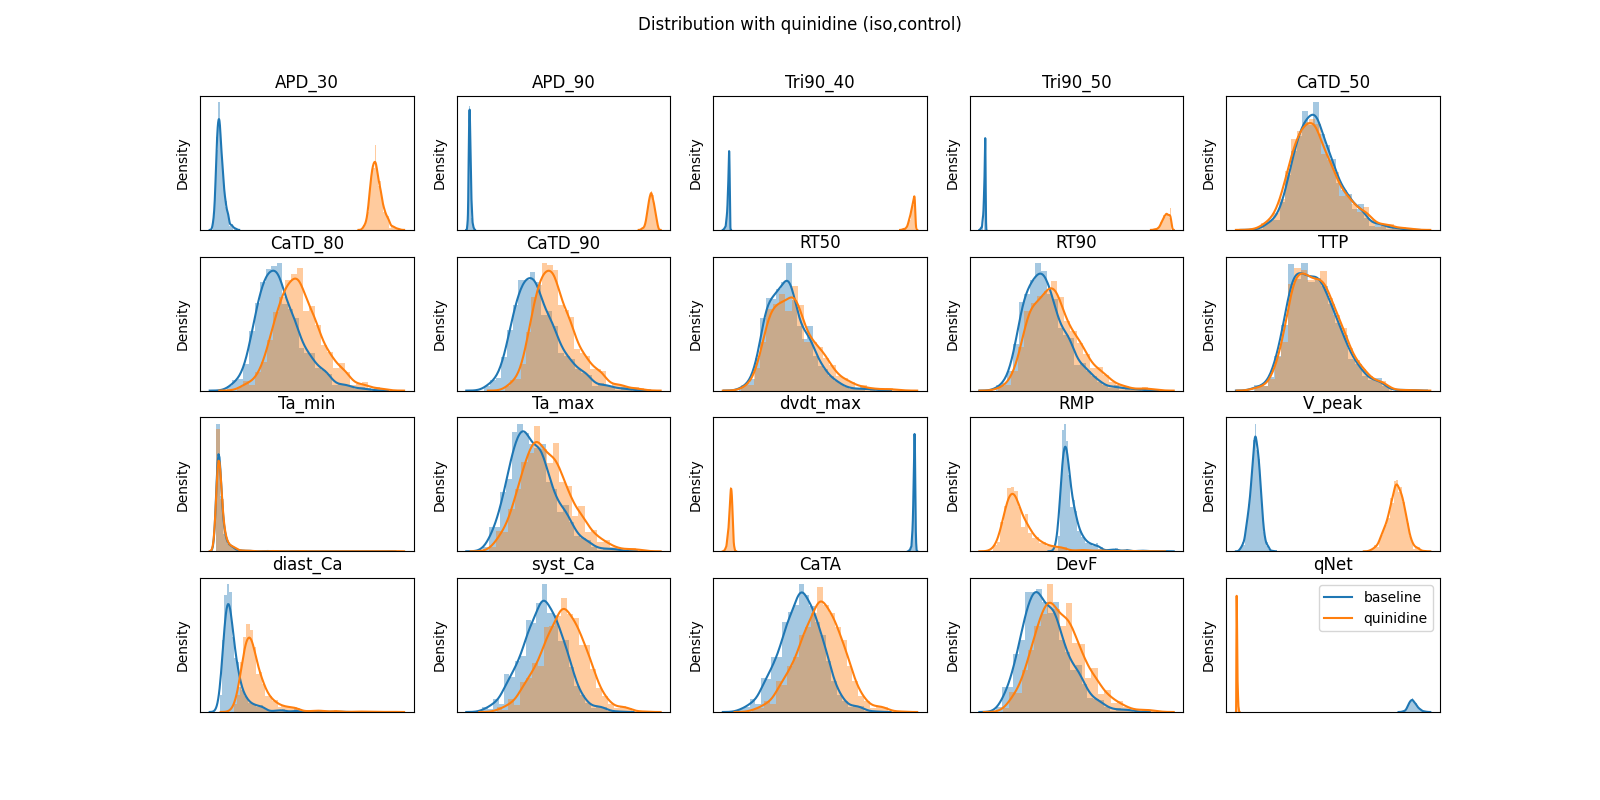 Distribution with quinidine (iso,control)
APD_30
APD_90
Tri90_40
Tri90_50
CaTD_50
Density
Density
Density
Density
Density
CaTD_80
CaTD_90
RT50
RT90
TTP
Density
Density
Density
Density
Density
Ta_min
Ta_max
dvdt_max
RMP
V_peak
Density
Density
Density
Density
Density
diast_Ca
syst_Ca
CaTA
DevF
qNet
Density
Density
Density
Density
Density
baseline
quinidine